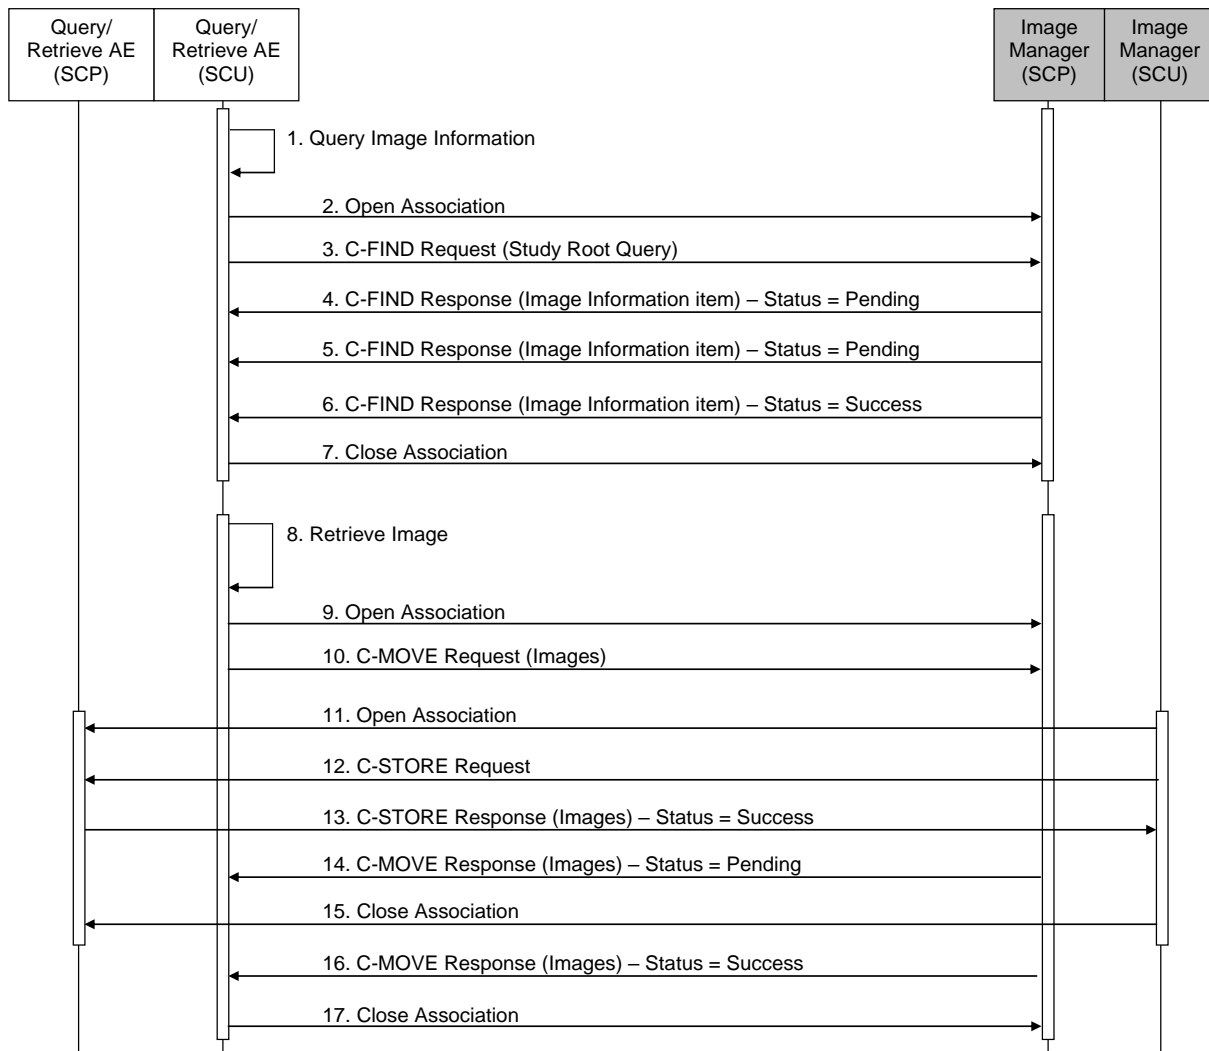 Query/
Retrieve AE
(SCP)
Query/
Retrieve AE
(SCU)
Image
Manager
(SCP)
Image
Manager
(SCU)
1. Query Image Information
2. Open Association
3. C-FIND Request (Study Root Query)
4. C-FIND Response (Image Information item) – Status = Pending
5. C-FIND Response (Image Information item) – Status = Pending
6. C-FIND Response (Image Information item) – Status = Success
7. Close Association
8. Retrieve Image
9. Open Association
10. C-MOVE Request (Images)
11. Open Association
12. C-STORE Request
13. C-STORE Response (Images) – Status = Success
14. C-MOVE Response (Images) – Status = Pending
15. Close Association
16. C-MOVE Response (Images) – Status = Success
17. Close Association